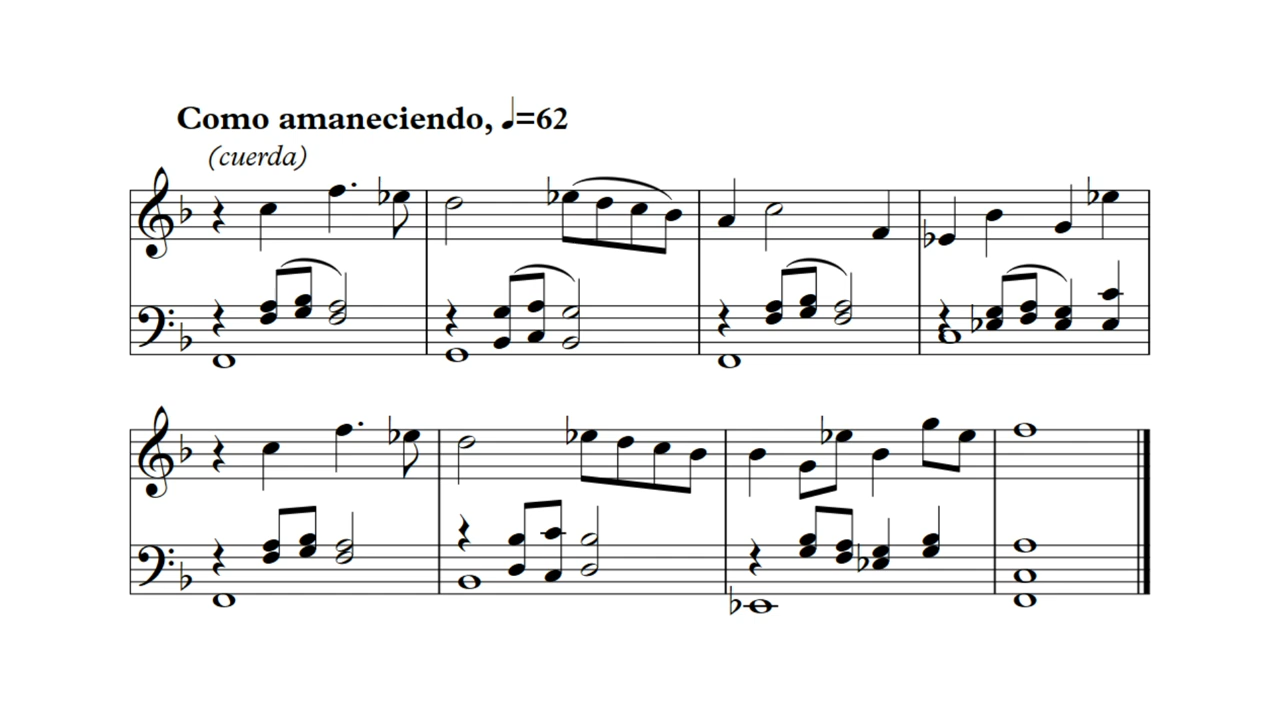 Como amaneciendo, ♩=62
(cuerda)